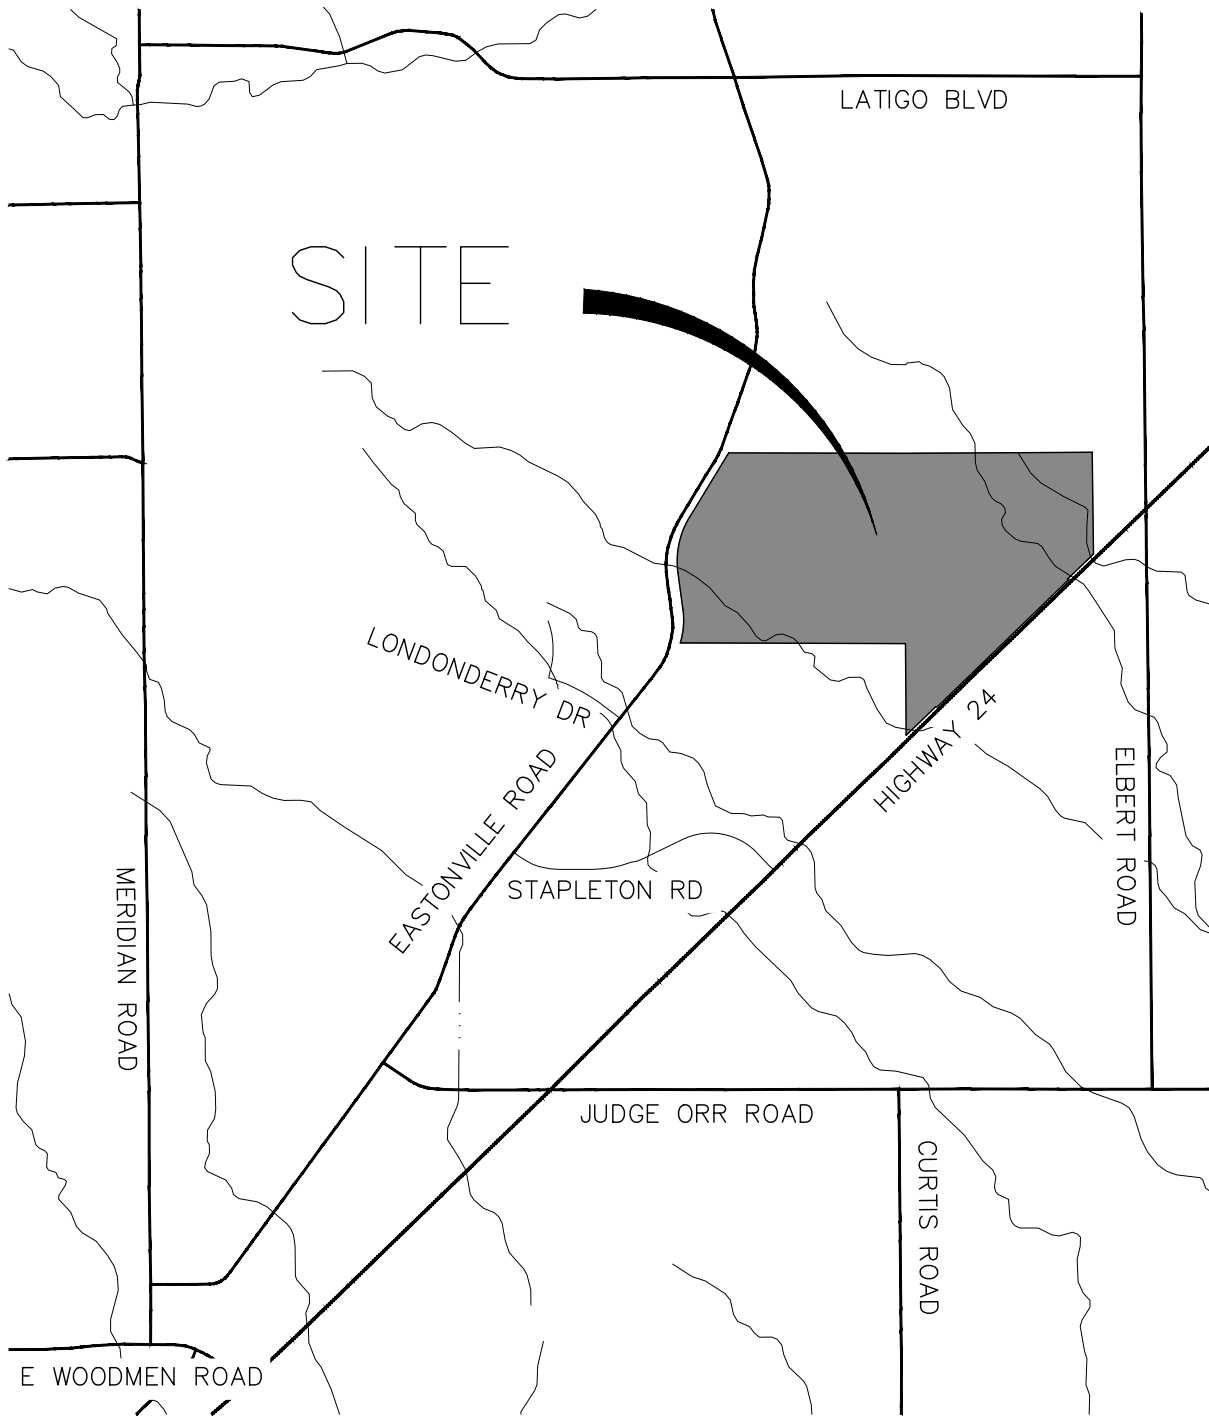 LATIGO BLVD
SITE
LONDONDERRY DR
HIGHWAY 24
ELBERT ROAD
EASTONVILLE ROAD
STAPLETON RD
MERIDIAN ROAD
JUDGE ORR ROAD
CURTIS ROAD
E WOODMEN ROAD